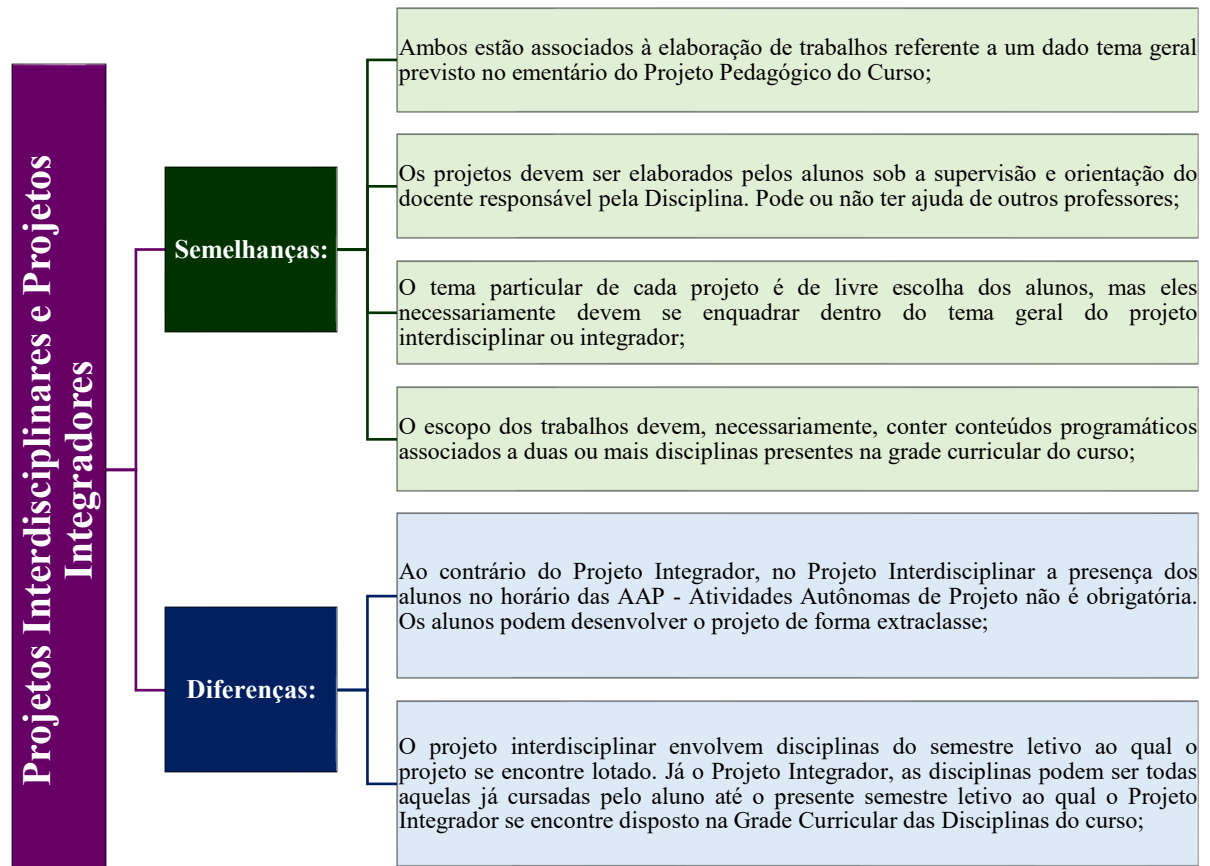 Projetos Interdisciplinares e Projetos
Integradores
Semelhanças:
Ambos estão associados à elaboração de trabalhos referente a um dado tema geral
previsto no ementário do Projeto Pedagógico do Curso;
Os projetos devem ser elaborados pelos alunos sob a supervisão e orientação do
docente responsável pela Disciplina. Pode ou não ter ajuda de outros professores;
O tema particular de cada projeto é de livre escolha dos alunos, mas eles
necessariamente devem se enquadrar dentro do tema geral do projeto
interdisciplinar ou integrador;
O escopo dos trabalhos devem, necessariamente, conter conteúdos programáticos
associados a duas ou mais disciplinas presentes na grade curricular do curso;
Diferenças:
Ao contrário do Projeto Integrador, no Projeto Interdisciplinar a presença dos
alunos no horário das AAP - Atividades Autônomas de Projeto não é obrigatória.
Os alunos podem desenvolver o projeto de forma extraclasse;
O projeto interdisciplinar envolvem disciplinas do semestre letivo ao qual o
projeto se encontre lotado. Já o Projeto Integrador, as disciplinas podem ser todas
aquelas já cursadas pelo aluno até o presente semestre letivo ao qual o Projeto
Integrador se encontre disposto na Grade Curricular das Disciplinas do curso;